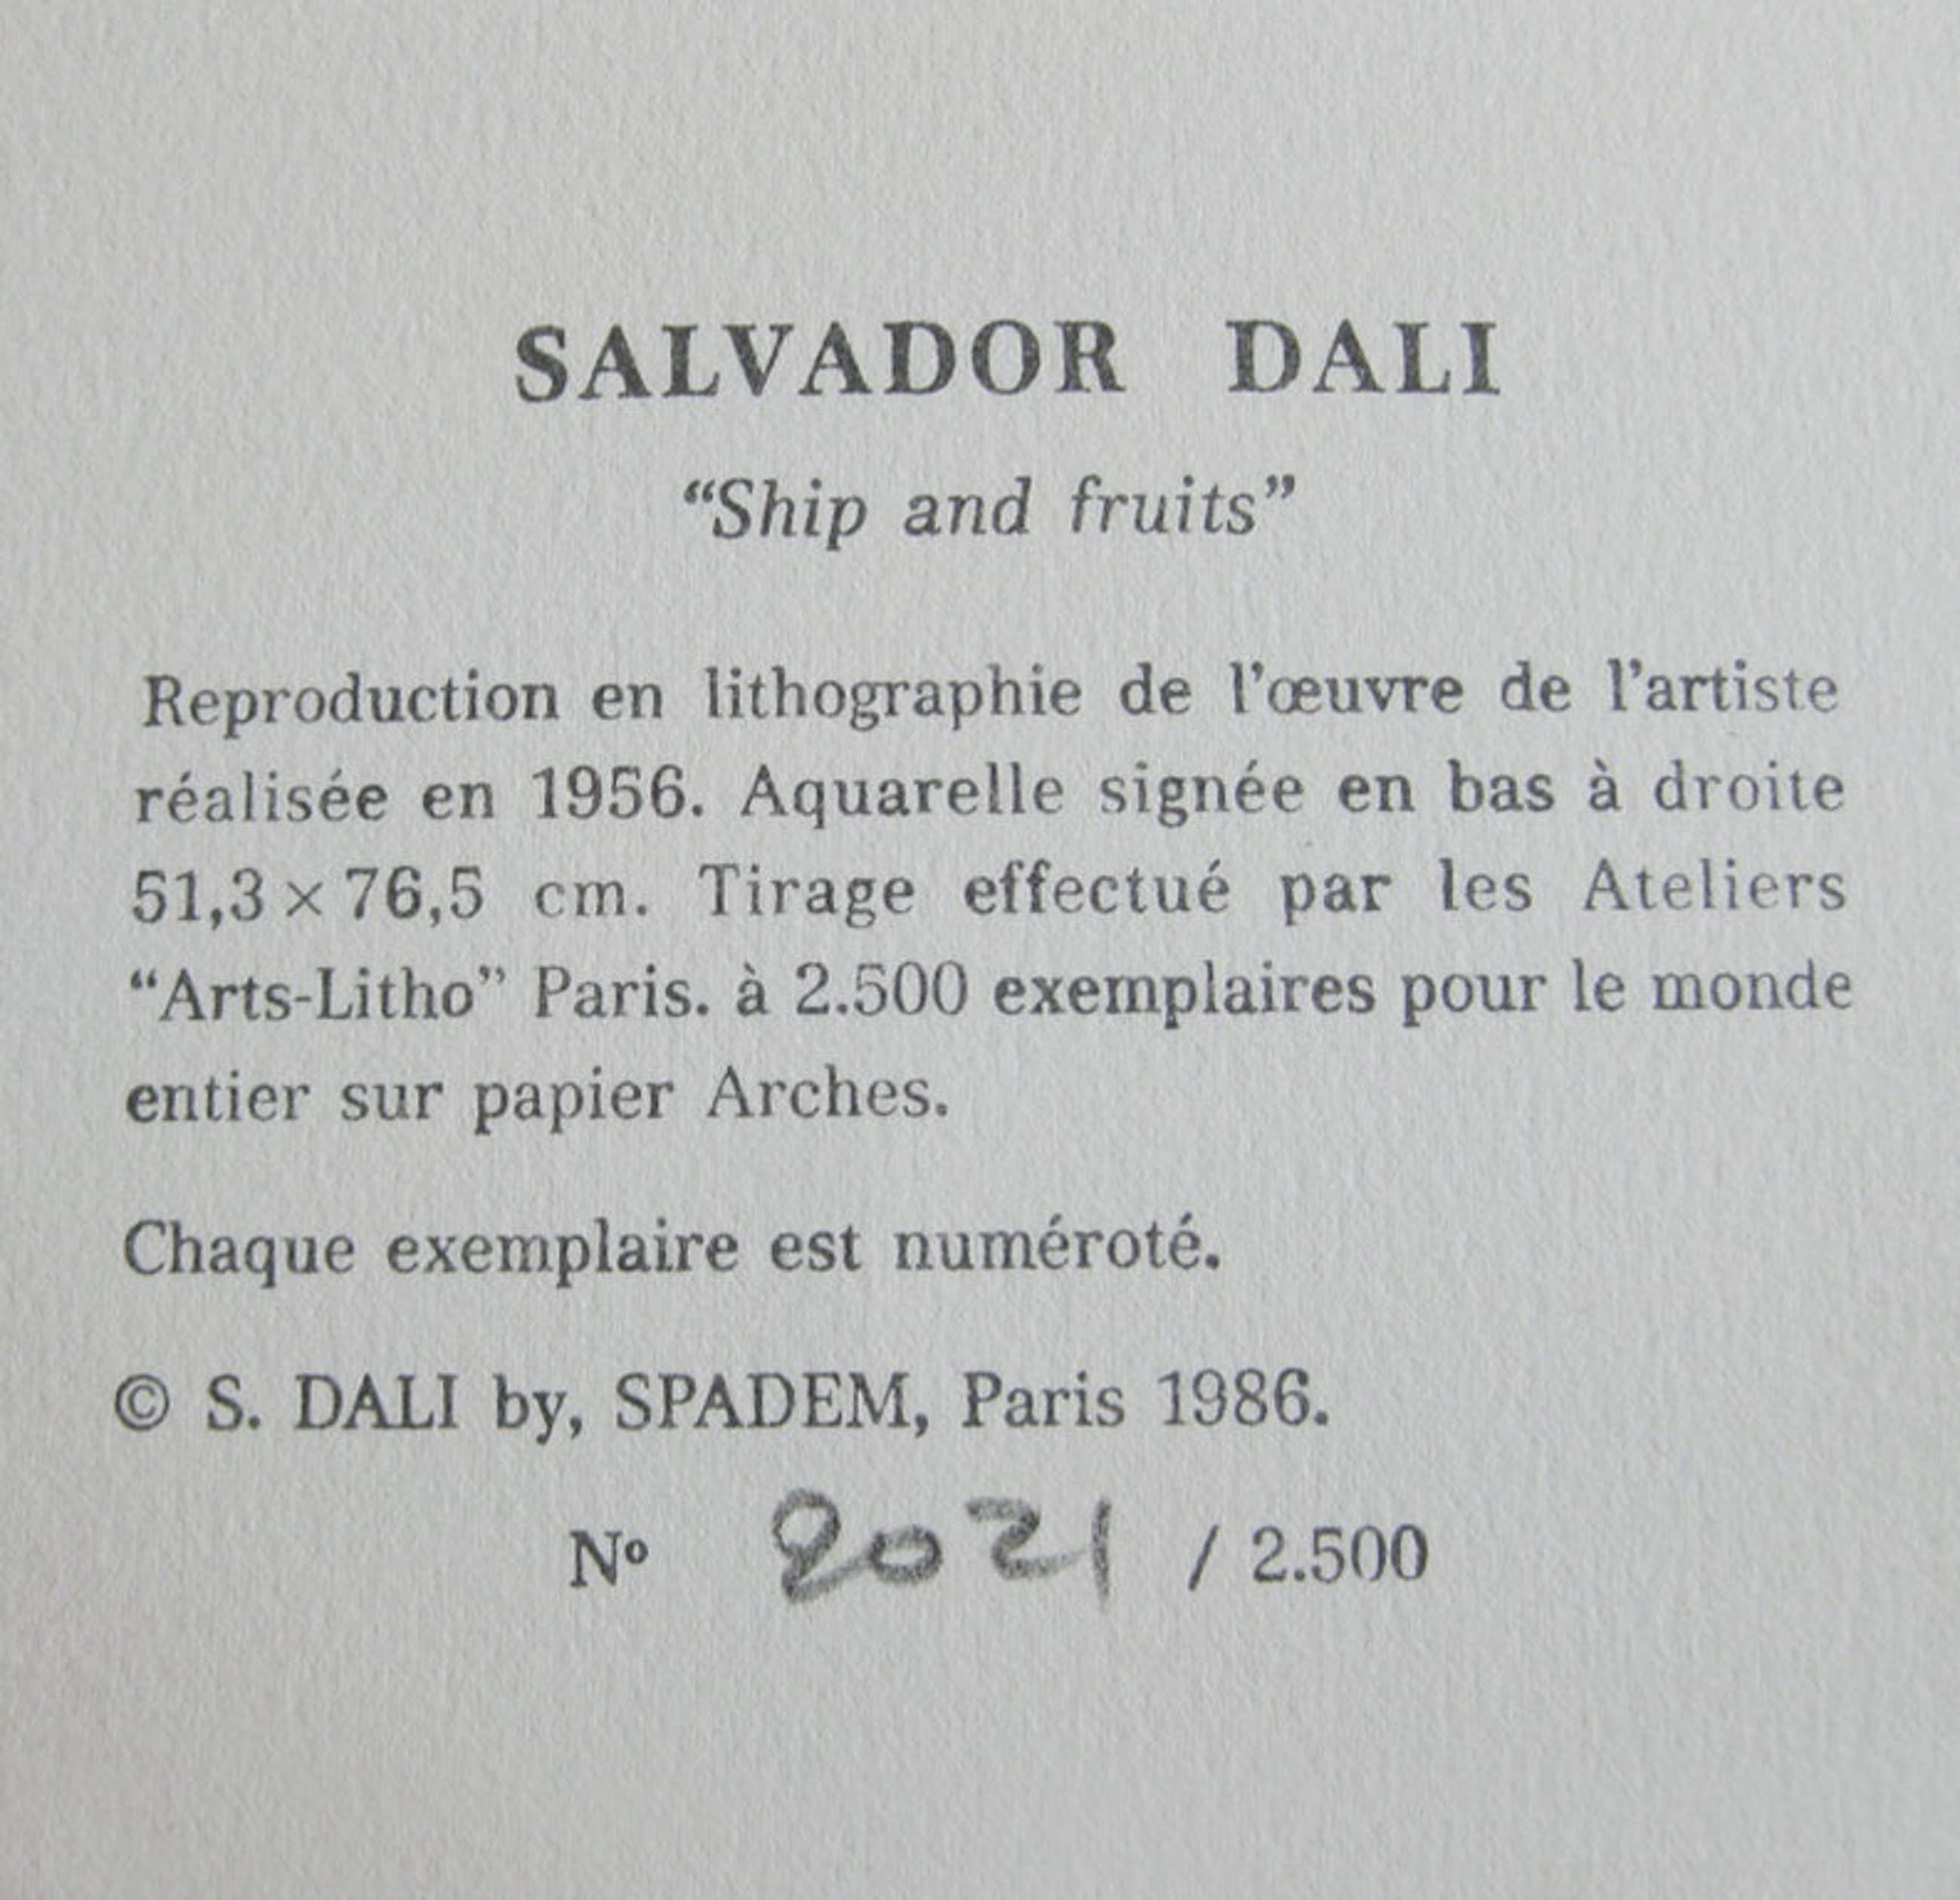 SALVADOR DALI
“Ship and fruits”
Reproduction en lithographie de l’œuvre de l’artiste
réalisée en 1956. Aquarelle signée en bas à droite
51,3 × 76,5 cm. Tirage effectué par les Ateliers
“Arts-Litho” Paris. à 2.500 exemplaires pour le monde
entier sur papier Arches.
Chaque exemplaire est numéroté.
© S. DALI by, SPADEM, Paris 1986.
Nº 2021 / 2.500